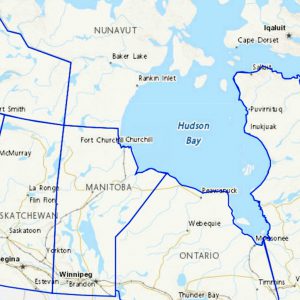 NUNAVUT
Iqaluit
Cape-Dorset
Baker Lake
Rankin Inlet
Salluit
Fort Smith
Puvirnituq
Hudson
Bay
Inukjuak
Fort Churchill
Churchill
McMurray
La Ronge
Flin Flon
MANITOBA
Peawanuck
SASKATCHEWAN
Saskatoon
Webequie
Moosonee
Yorkton
Regina
Winnipeg
Estevan
Brandon
ONTARIO
Thunder Bay
Timmins